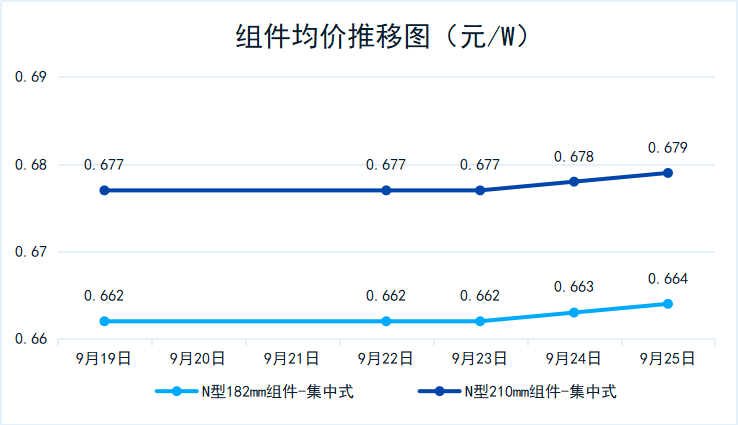 组件均价推移图（元/W）
0.69
0.68
0.67
0.66
0.677
0.677
0.677
0.678
0.679
0.662
0.662
0.662
0.663
0.664
9月19日
9月20日
9月21日
9月22日
9月23日
9月24日
9月25日
N型182mm组件-集中式
N型210mm组件-集中式